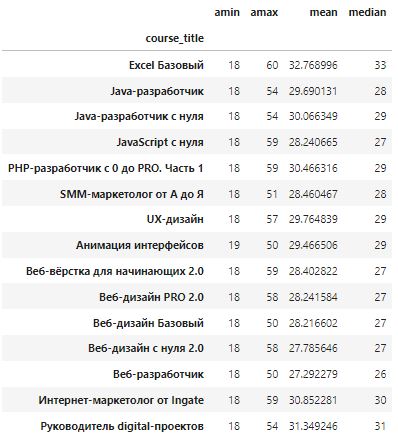 amin amax mean median
course_title
Excel Базовый 18 60 32.768996 33
Java-разработчик 18 54 29.690131 28
Java-разработчик с нуля 18 54 30.066349 29
JavaScript с нуля 18 59 28.240665 27
PHP-разработчик с 0 до PRO. Часть 1 18 59 30.466316 29
SMM-маркетолог от А до Я 18 51 28.460467 28
UX-дизайн 18 57 29.764839 29
Анимация интерфейсов 19 50 29.466506 29
Веб-вёрстка для начинающих 2.0 18 59 28.402822 27
Веб-дизайн PRO 2.0 18 58 28.241584 27
Веб-дизайн Базовый 18 50 28.216602 27
Веб-дизайн с нуля 2.0 18 58 27.785646 27
Веб-разработчик 18 50 27.292279 26
Интернет-маркетолог от Ingate 18 59 30.852281 30
Руководитель digital-проектов 18 54 31.349246 31